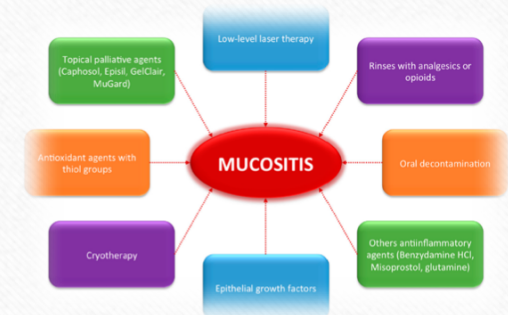 Low-level laser therapy
Topical palliative agents
(Caphosol, Episil, GelClair,
MuGard)
Rinses with analgesics or
opioids
Antioxidant agents with
thiol groups
MUCOSITIS
Oral decontamination
Cryotherapy
Others antiinflammatory
agents (Benzydamine HCl,
Misoprostol, glutamine)
Epithelial growth factors